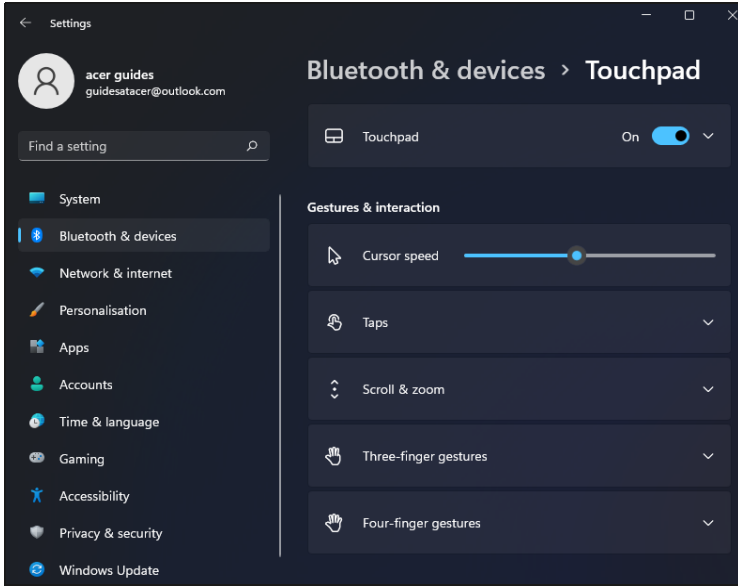 Settings
acer guides
guidesatacer@outlook.com
Find a setting
System
Bluetooth & devices
Network & internet
Personalisation
Apps
Accounts
Time & language
Gaming
Accessibility
Privacy & security
Windows Update
Bluetooth & devices > Touchpad
Touchpad On
Gestures & interaction
Cursor speed
Taps
Scroll & zoom
Three-finger gestures
Four-finger gestures